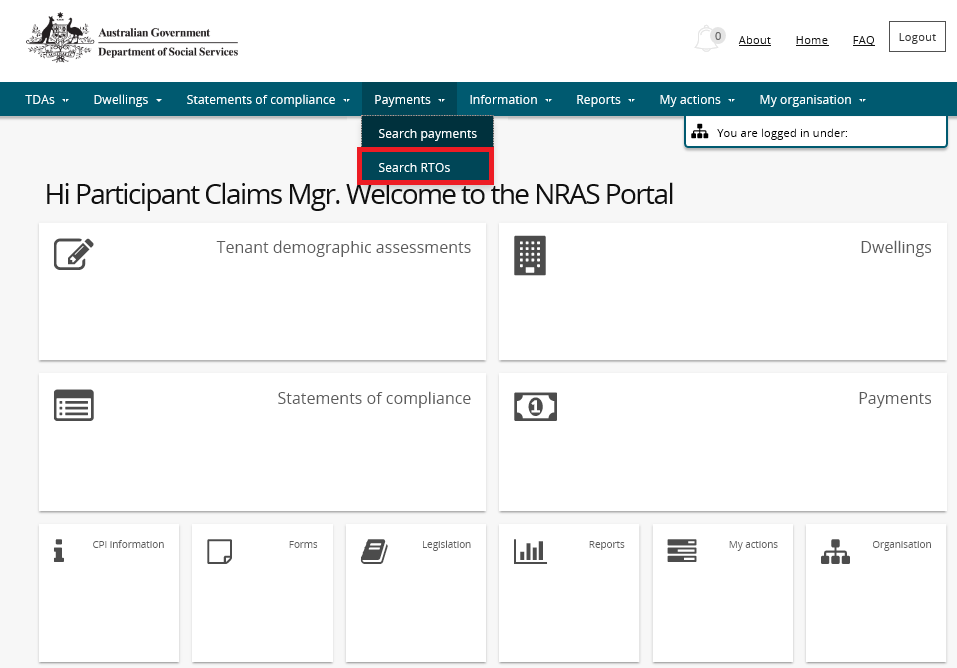 Australian Government
Department of Social Services
0
About
Home
FAQ
Logout
TDAs
Dwellings
Statements of compliance
Payments
Information
Reports
My actions
My organisation
Search payments
Search RTOs
You are logged in under:
Hi Participant Claims Mgr. Welcome to the NRAS Portal
Tenant demographic assessments
Dwellings
Statements of compliance
1
Payments
CPI information
Forms
Legislation
Reports
My actions
Organisation